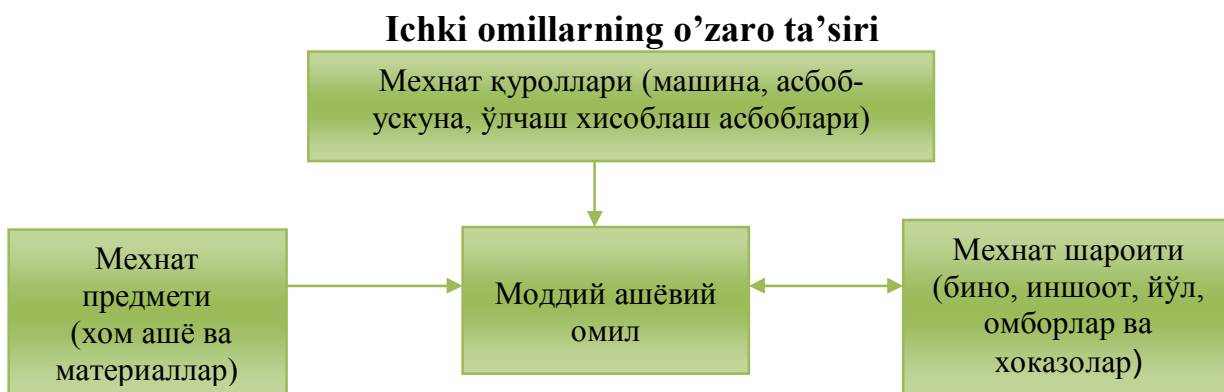 Ichki omillarning o’zaro ta’siri
Мехнат қуроллари (машина, асбоб-
ускуна, ўлчаш хисоблаш асбоблари)
Мехнат
предмети
(хом ашё ва
материаллар)
Моддий ашёвий
омил
Мехнат шароити
(бино, иншоот, йўл,
омборлар ва
хоказолар)